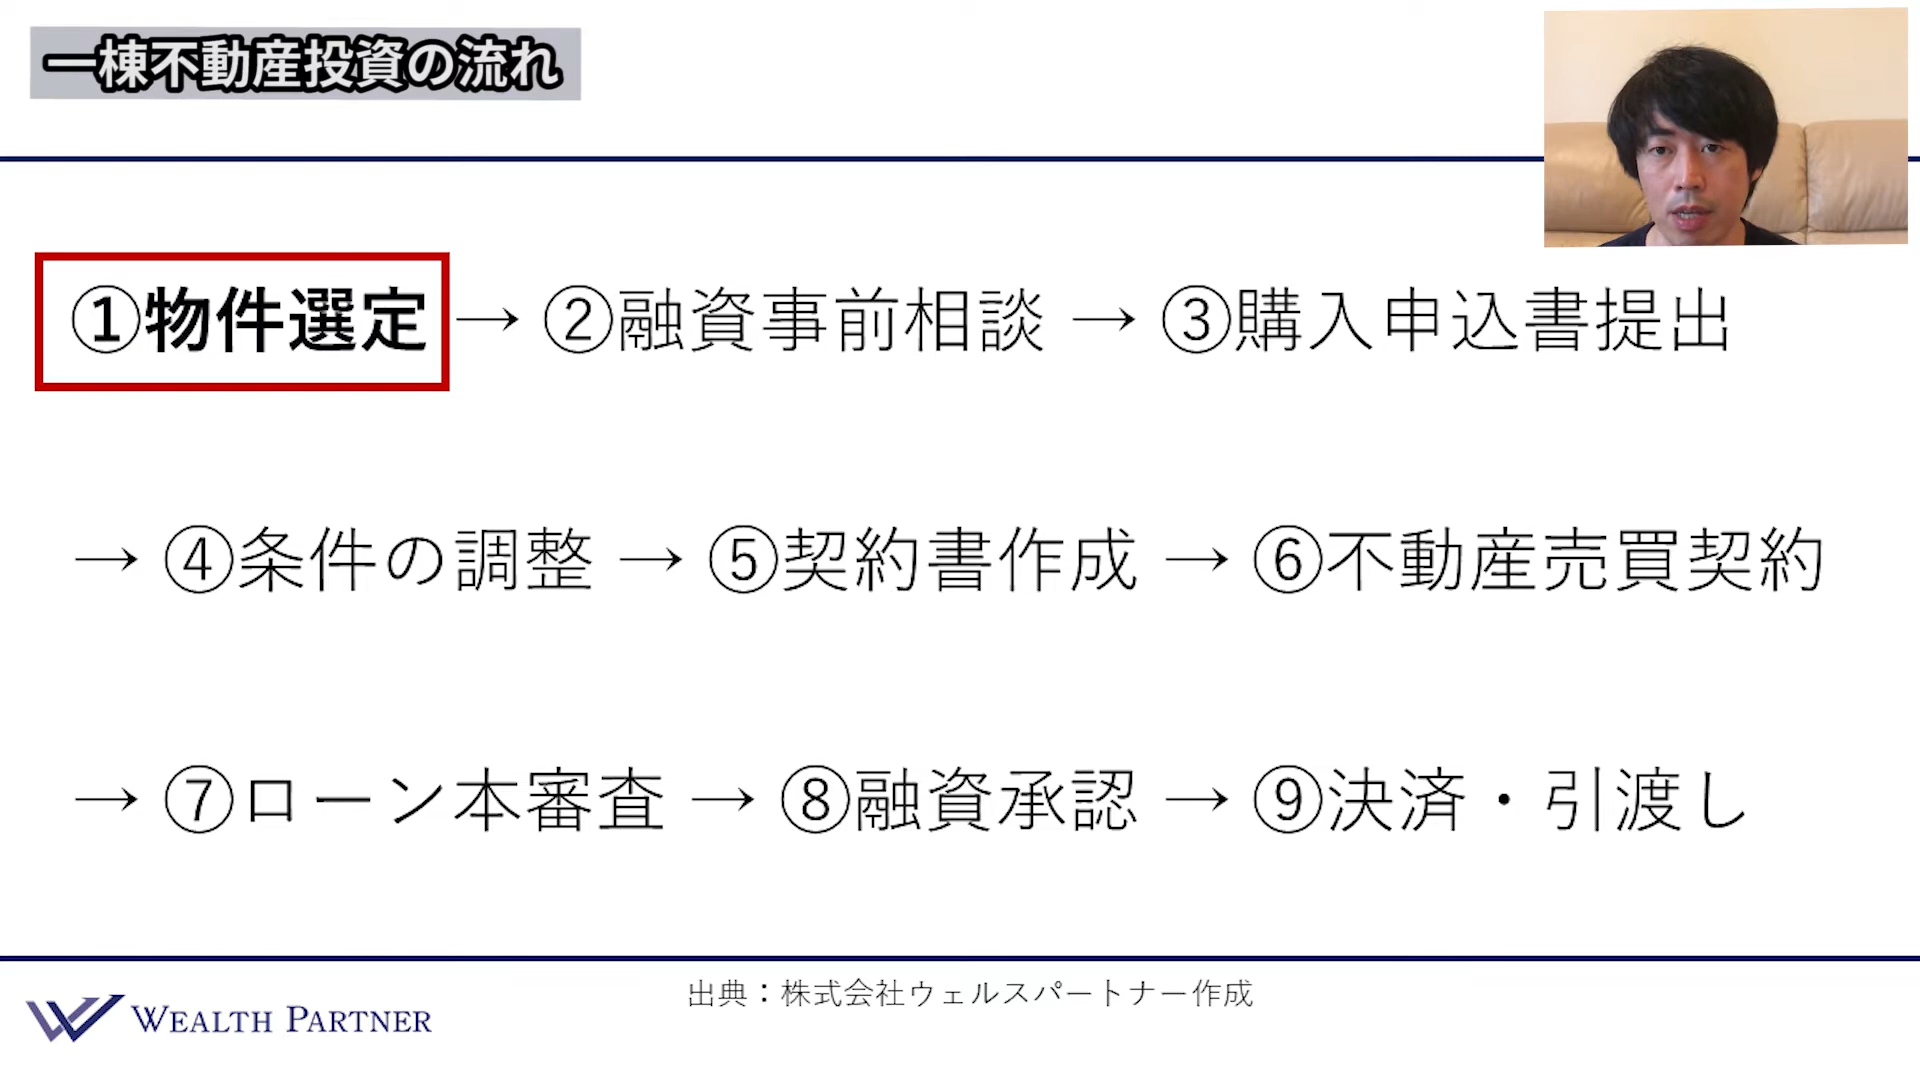 一棟不動産投資の流れ
①物件選定 → ②融資事前相談 → ③購入申込書提出
→ ④条件の調整 → ⑤契約書作成 → ⑥不動産売買契約
→ ⑦ローン本審査 → ⑧融資承認 → ⑨決済・引渡し
出典：株式会社ウェルスパートナー作成
WEALTH PARTNER